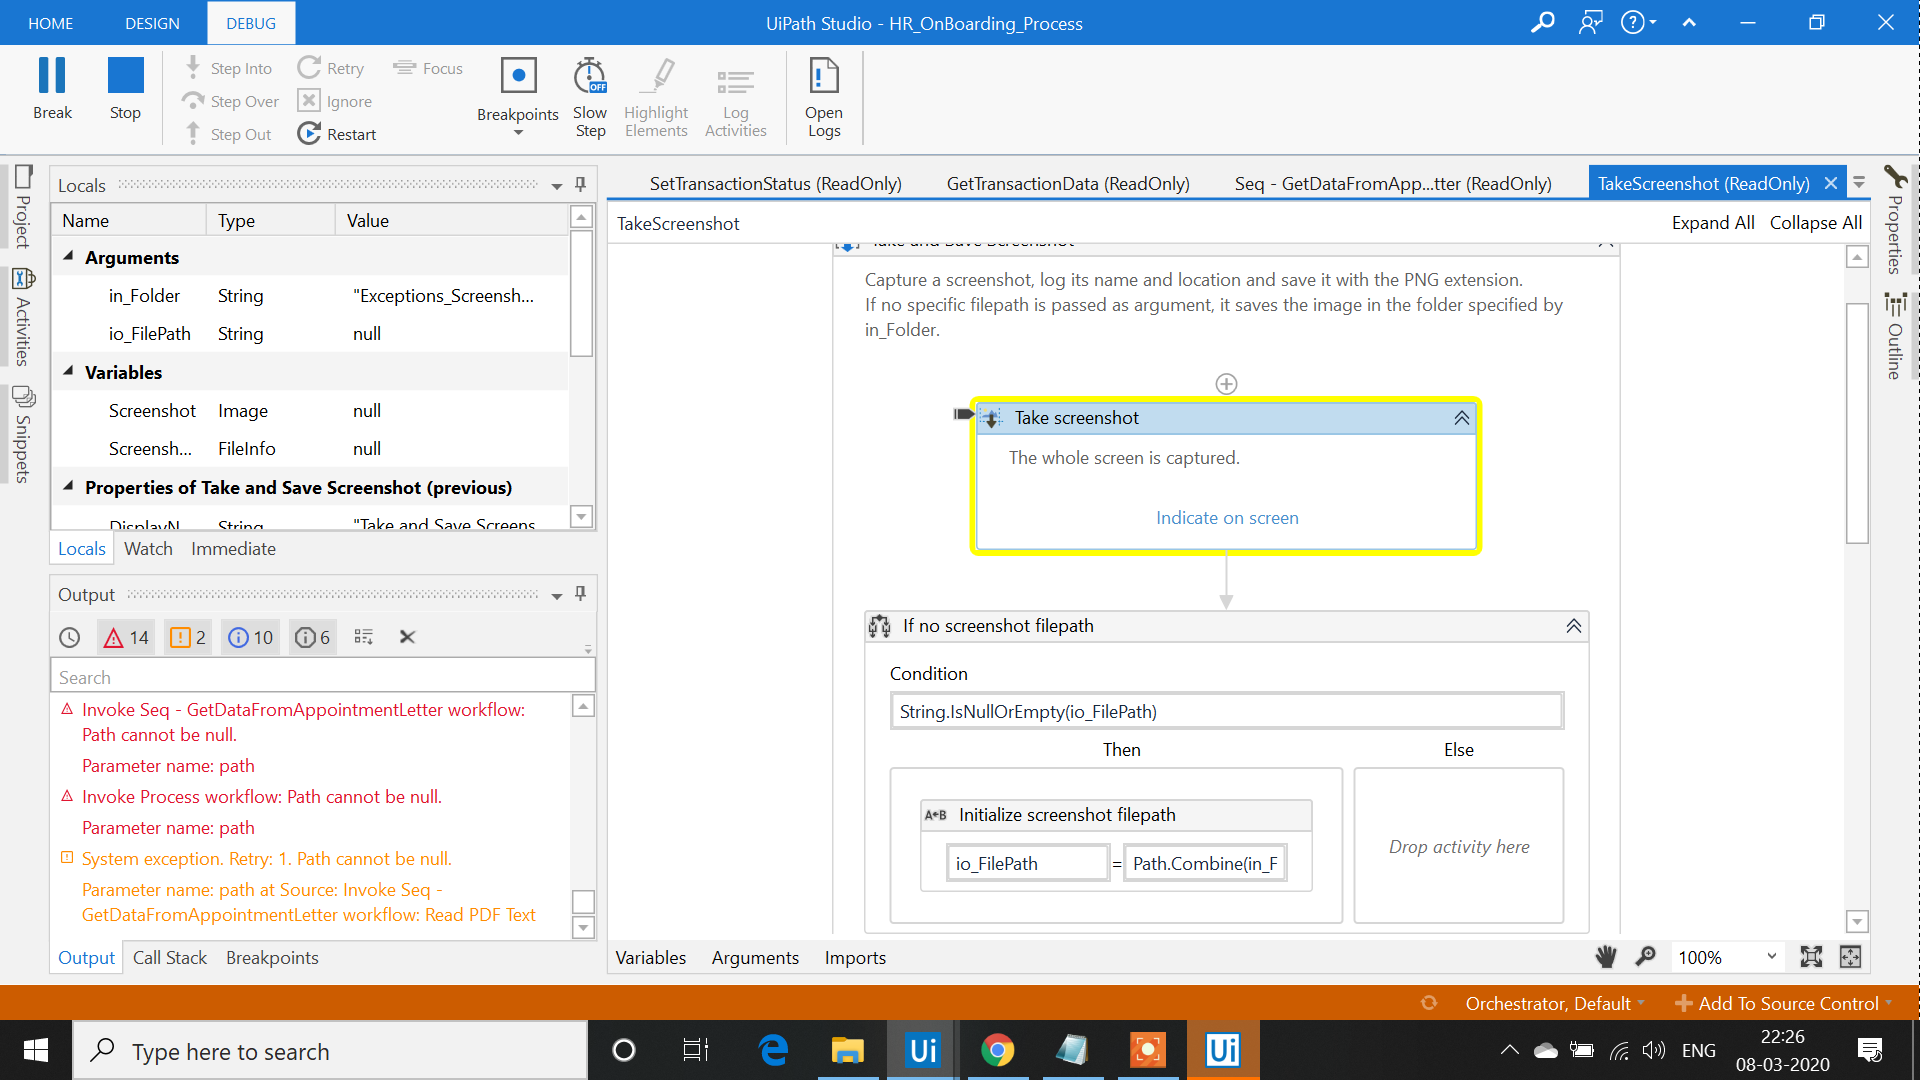 HOME DESIGN DEBUG
UiPath Studio - HR_OnBoarding_Process
Break
Stop
Step Into
Step Over
Step Out
Retry
Ignore
Restart
Focus
Breakpoints
Slow
Step
OFF
Highlight
Elements
Log
Activities
Open
Logs
Project
Activities
Snippets
Locals
Name Type Value
Arguments
in_Folder String "Exceptions_Screensh...
io_FilePath String null
Variables
Screenshot Image null
Screensh... FileInfo null
Properties of Take and Save Screenshot (previous)
DisplayN String "Take and Save Screens
Locals Watch Immediate
Output
14 2 10 6
Search
Invoke Seq - GetDataFromAppointmentLetter workflow:
Path cannot be null.
Parameter name: path
Invoke Process workflow: Path cannot be null.
Parameter name: path
System exception. Retry: 1. Path cannot be null.
Parameter name: path at Source: Invoke Seq -
GetDataFromAppointmentLetter workflow: Read PDF Text
Output Call Stack Breakpoints
SetTransactionStatus (ReadOnly) GetTransactionData (ReadOnly) Seq - GetDataFromApp...tter (ReadOnly) TakeScreenshot (ReadOnly)
TakeScreenshot
Expand All Collapse All
Take and Save Screenshot
Capture a screenshot, log its name and location and save it with the PNG extension.
If no specific filepath is passed as argument, it saves the image in the folder specified by
in_Folder.
Take screenshot
The whole screen is captured.
Indicate on screen
If no screenshot filepath
Condition
String.IsNullOrEmpty(io_FilePath)
Then Else
A←B Initialize screenshot filepath
io_FilePath = Path.Combine(in_F
Drop activity here
Variables Arguments Imports
100%
Properties
Outline
Orchestrator, Default
Add To Source Control
Type here to search
Ui
Ui
ENG
22:26
08-03-2020